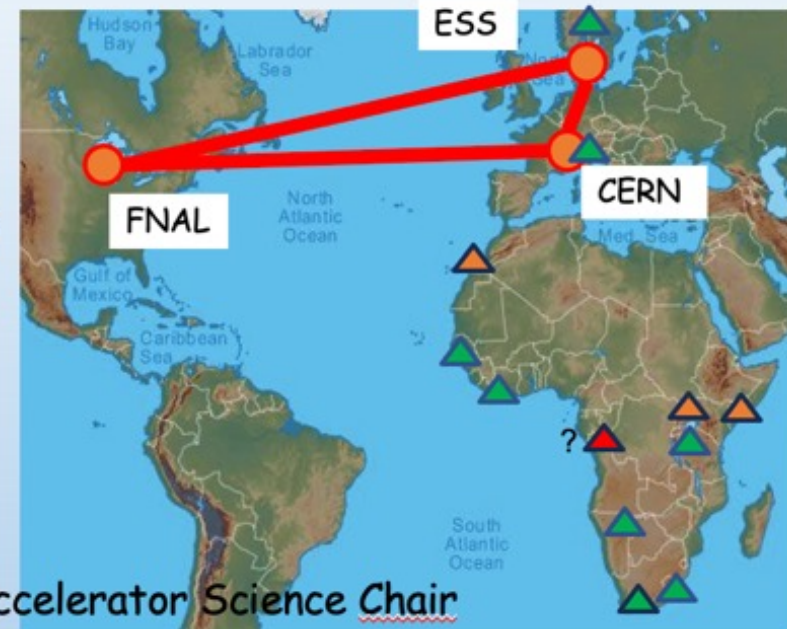 ESS
Hudson
Bay
Labrador
Sea
Sea
FNAL
North
Atlantic
Ocean
CERN
Med. Sea
Gulf of
Mexico
Caribbean
Sea
?
South
Atlantic
Ocean
ccelerator Science Chair